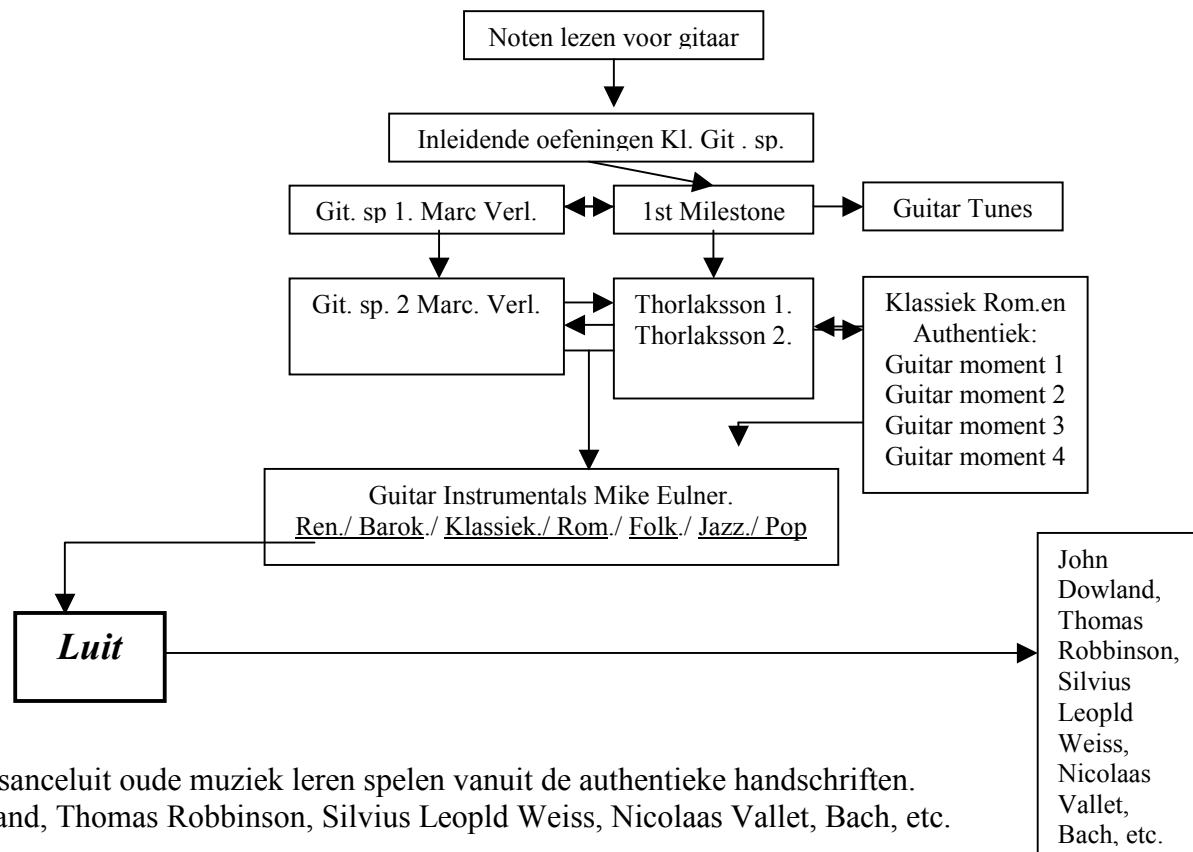 Noten lezen voor gitaar
Inleidende oefeningen Kl. Git . sp.
Git. sp 1. Marc Verl.
1st Milestone
Guitar Tunes
Git. sp. 2 Marc. Verl.
Thorlaksson 1.
Thorlaksson 2.
Klassiek Rom.en
Authentiek:
Guitar moment 1
Guitar moment 2
Guitar moment 3
Guitar moment 4
Guitar Instrumentals Mike Eulner.
Ren./ Barok./ Klassiek./ Rom./ Folk./ Jazz./ Pop
Luit
John
Dowland,
Thomas
Robbinson,
Silvius
Leopld
Weiss,
Nicolaas
Vallet,
Bach, etc.
sanceluit oude muziek leren spelen vanuit de authentieke handschriften.
and, Thomas Robbinson, Silvius Leopld Weiss, Nicolaas Vallet, Bach, etc.